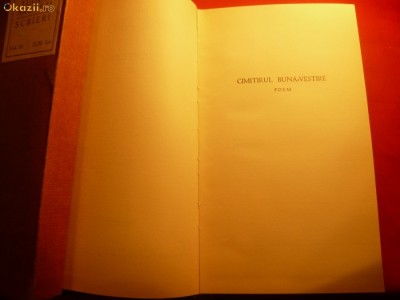 Okazii.ro
SCRIERI
CIMITIRUL BUNA-VESTIRE
POEM